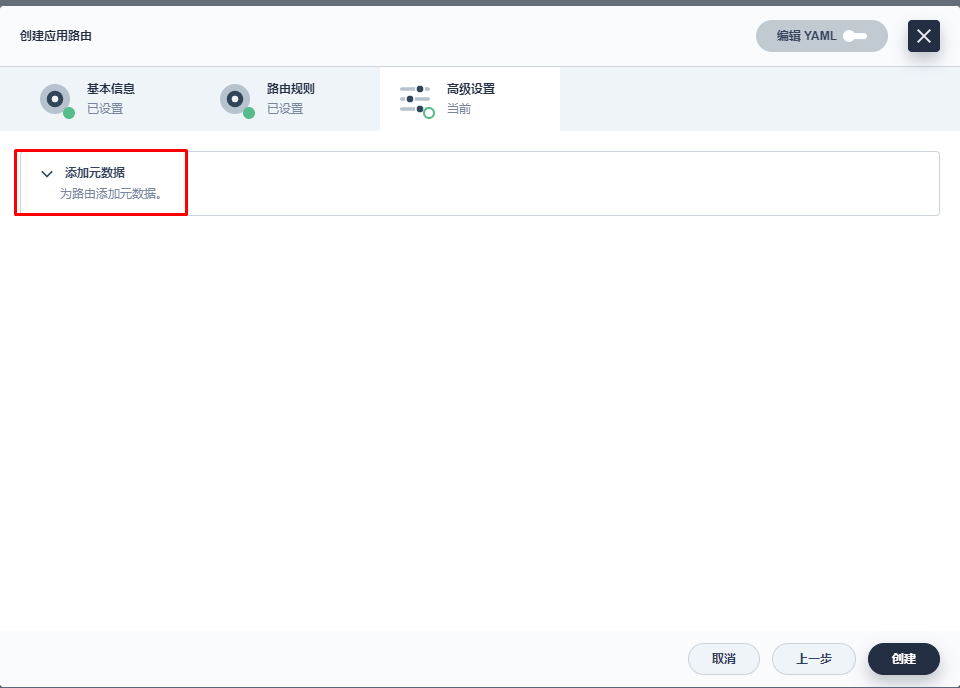 创建应用路由
编辑 YAML
基本信息
已设置
路由规则
已设置
高级设置
当前
添加元数据
为路由添加元数据。
取消
上一步
创建